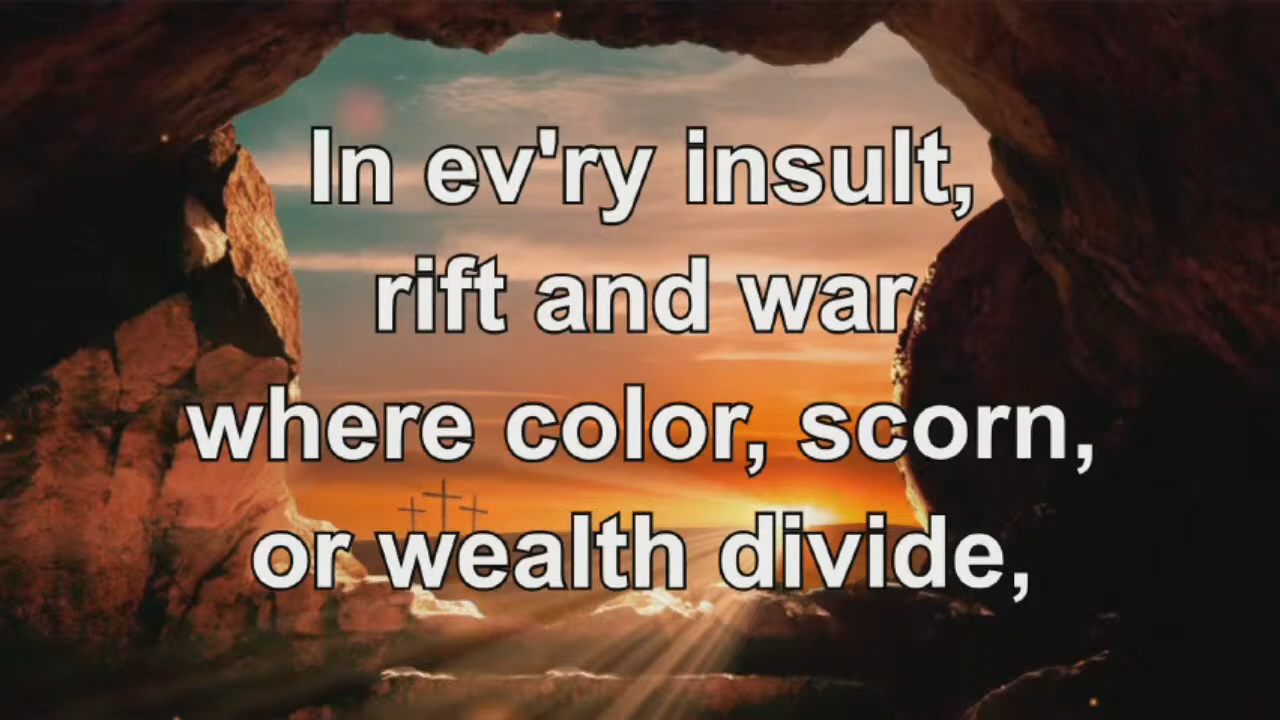 In ev'ry insult,
rift and war
where color, scorn,
or wealth divide,